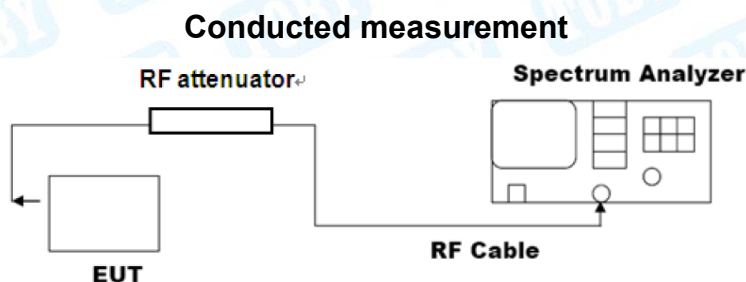 Conducted measurement
RF attenuator↵
Spectrum Analyzer
RF Cable
EUT